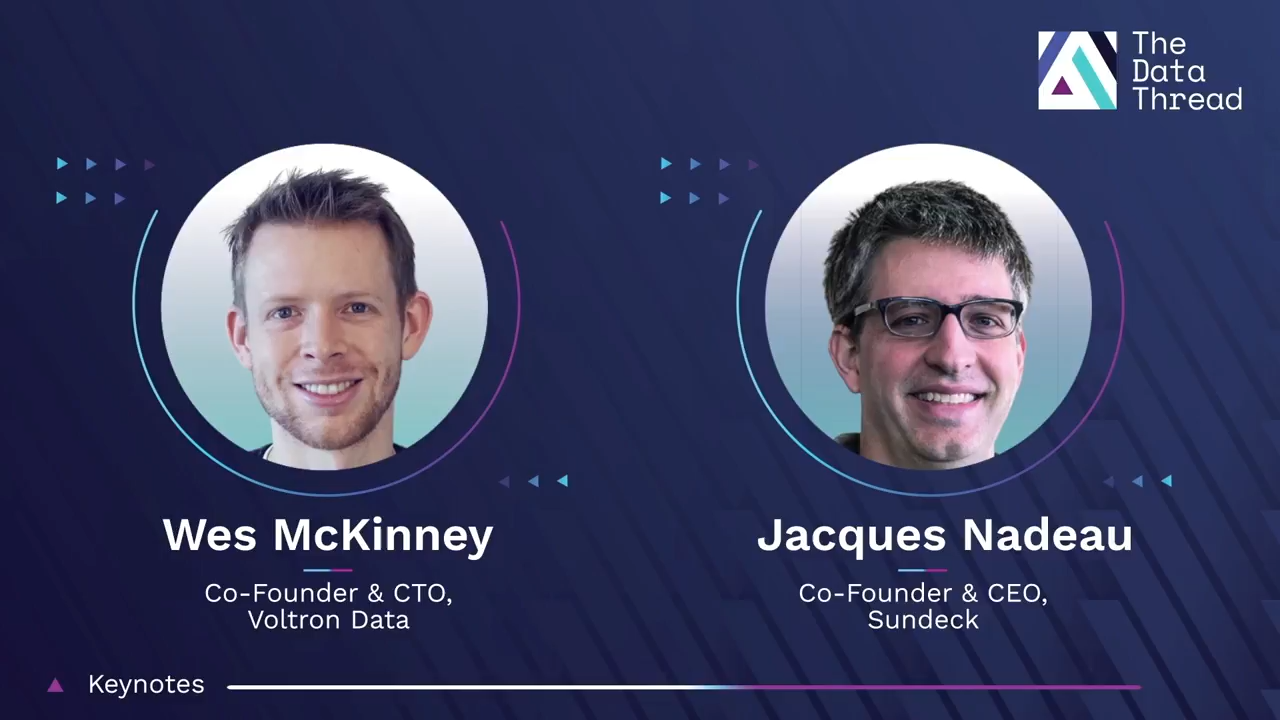 The
Data
Thread
Wes McKinney
Co-Founder & CTO,
Voltron Data
Jacques Nadeau
Co-Founder & CEO,
Sundeck
Keynotes